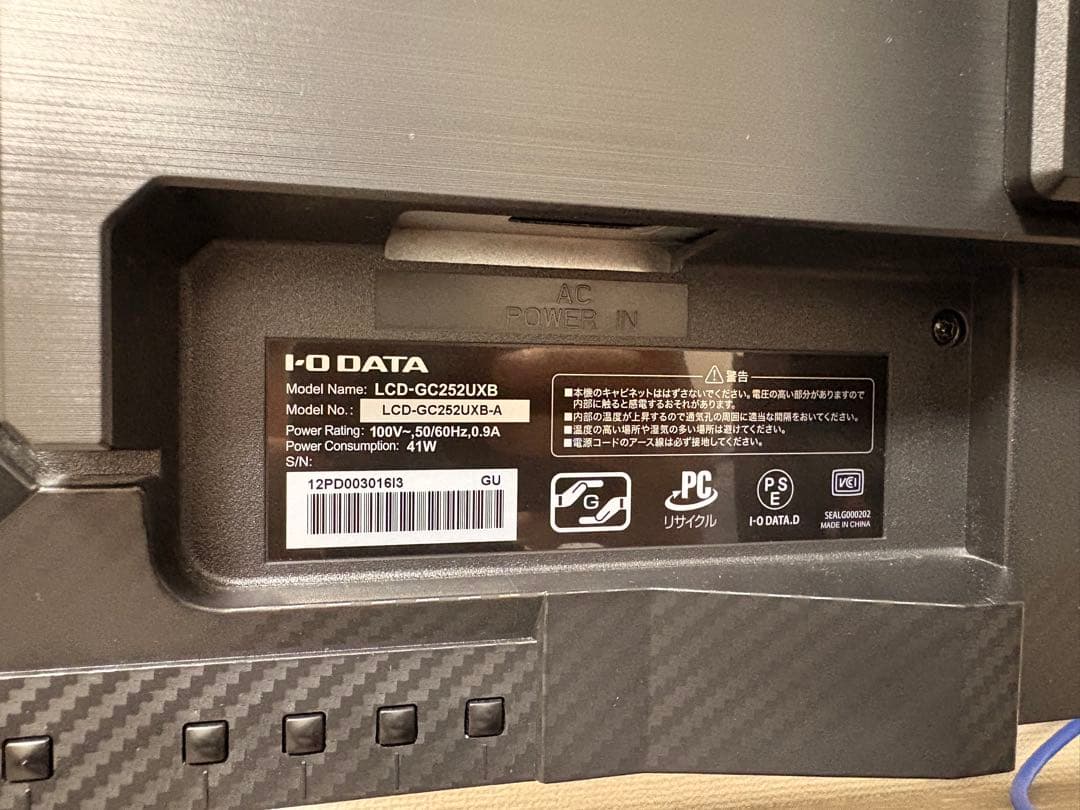 AC
POWER IN
I-O DATA
Model Name: LCD-GC252UXB
Model No.: LCD-GC252UXB-A
Power Rating: 100V~,50/60Hz,0.9A
Power Consumption: 41W
S/N:
12PD003016I3 GU
⚠警告
■本機のキャビネットははずさないでください。電圧の高い部分がありますので
内部に触ると感電するおそれがあります。
■内部の温度が上昇するので通気孔の周囲に適当な間隔をおいてください。
■温度の高い場所や湿気の多い場所は避けてください。
■電源コードのアース線は必ず接地してください。
G
PC
リサイクル
PS
E
I-O DATA.D
VCI
SEALG000202
MADE IN CHINA